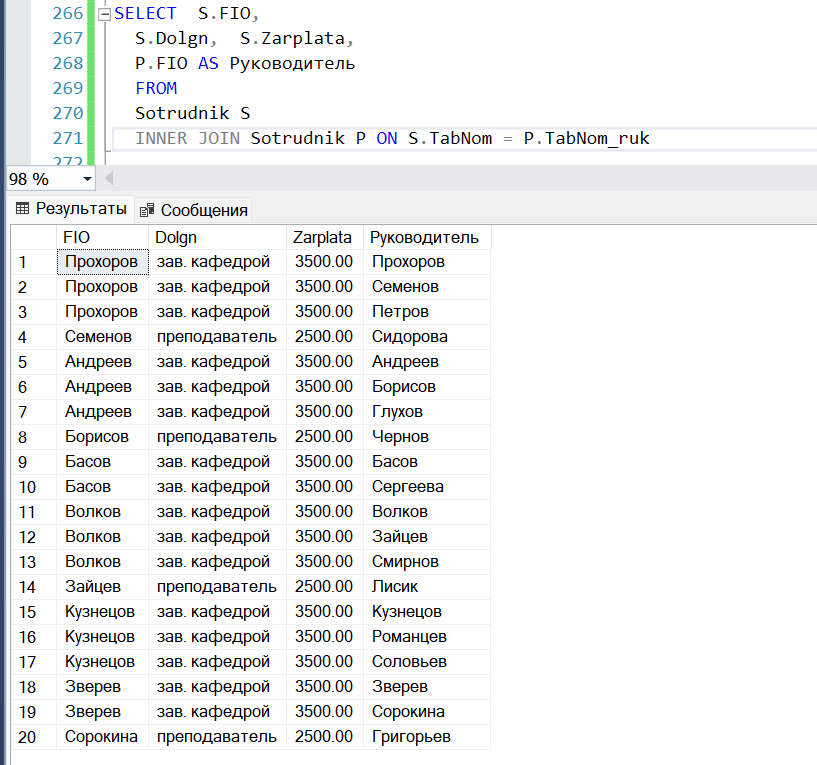 266 SELECT S.FIO,
267 S.Dolgn, S.Zarplata,
268 P.FIO AS Руководитель
269 FROM
270 Sotrudnik S
271 INNER JOIN Sotrudnik P ON S.TabNom = P.TabNom_ruk
272
98 %
Результаты Сообщения
FIO Dolgn Zarplata Руководитель
1 Прохоров зав. кафедрой 3500.00 Прохоров
2 Прохоров зав. кафедрой 3500.00 Семенов
3 Прохоров зав. кафедрой 3500.00 Петров
4 Семенов преподаватель 2500.00 Сидорова
5 Андреев зав. кафедрой 3500.00 Андреев
6 Андреев зав. кафедрой 3500.00 Борисов
7 Андреев зав. кафедрой 3500.00 Глухов
8 Борисов преподаватель 2500.00 Чернов
9 Басов зав. кафедрой 3500.00 Басов
10 Басов зав. кафедрой 3500.00 Сергеева
11 Волков зав. кафедрой 3500.00 Волков
12 Волков зав. кафедрой 3500.00 Зайцев
13 Волков зав. кафедрой 3500.00 Смирнов
14 Зайцев преподаватель 2500.00 Лисик
15 Кузнецов зав. кафедрой 3500.00 Кузнецов
16 Кузнецов зав. кафедрой 3500.00 Романцев
17 Кузнецов зав. кафедрой 3500.00 Соловьев
18 Зверев зав. кафедрой 3500.00 Зверев
19 Зверев зав. кафедрой 3500.00 Сорокина
20 Сорокина преподаватель 2500.00 Григорьев